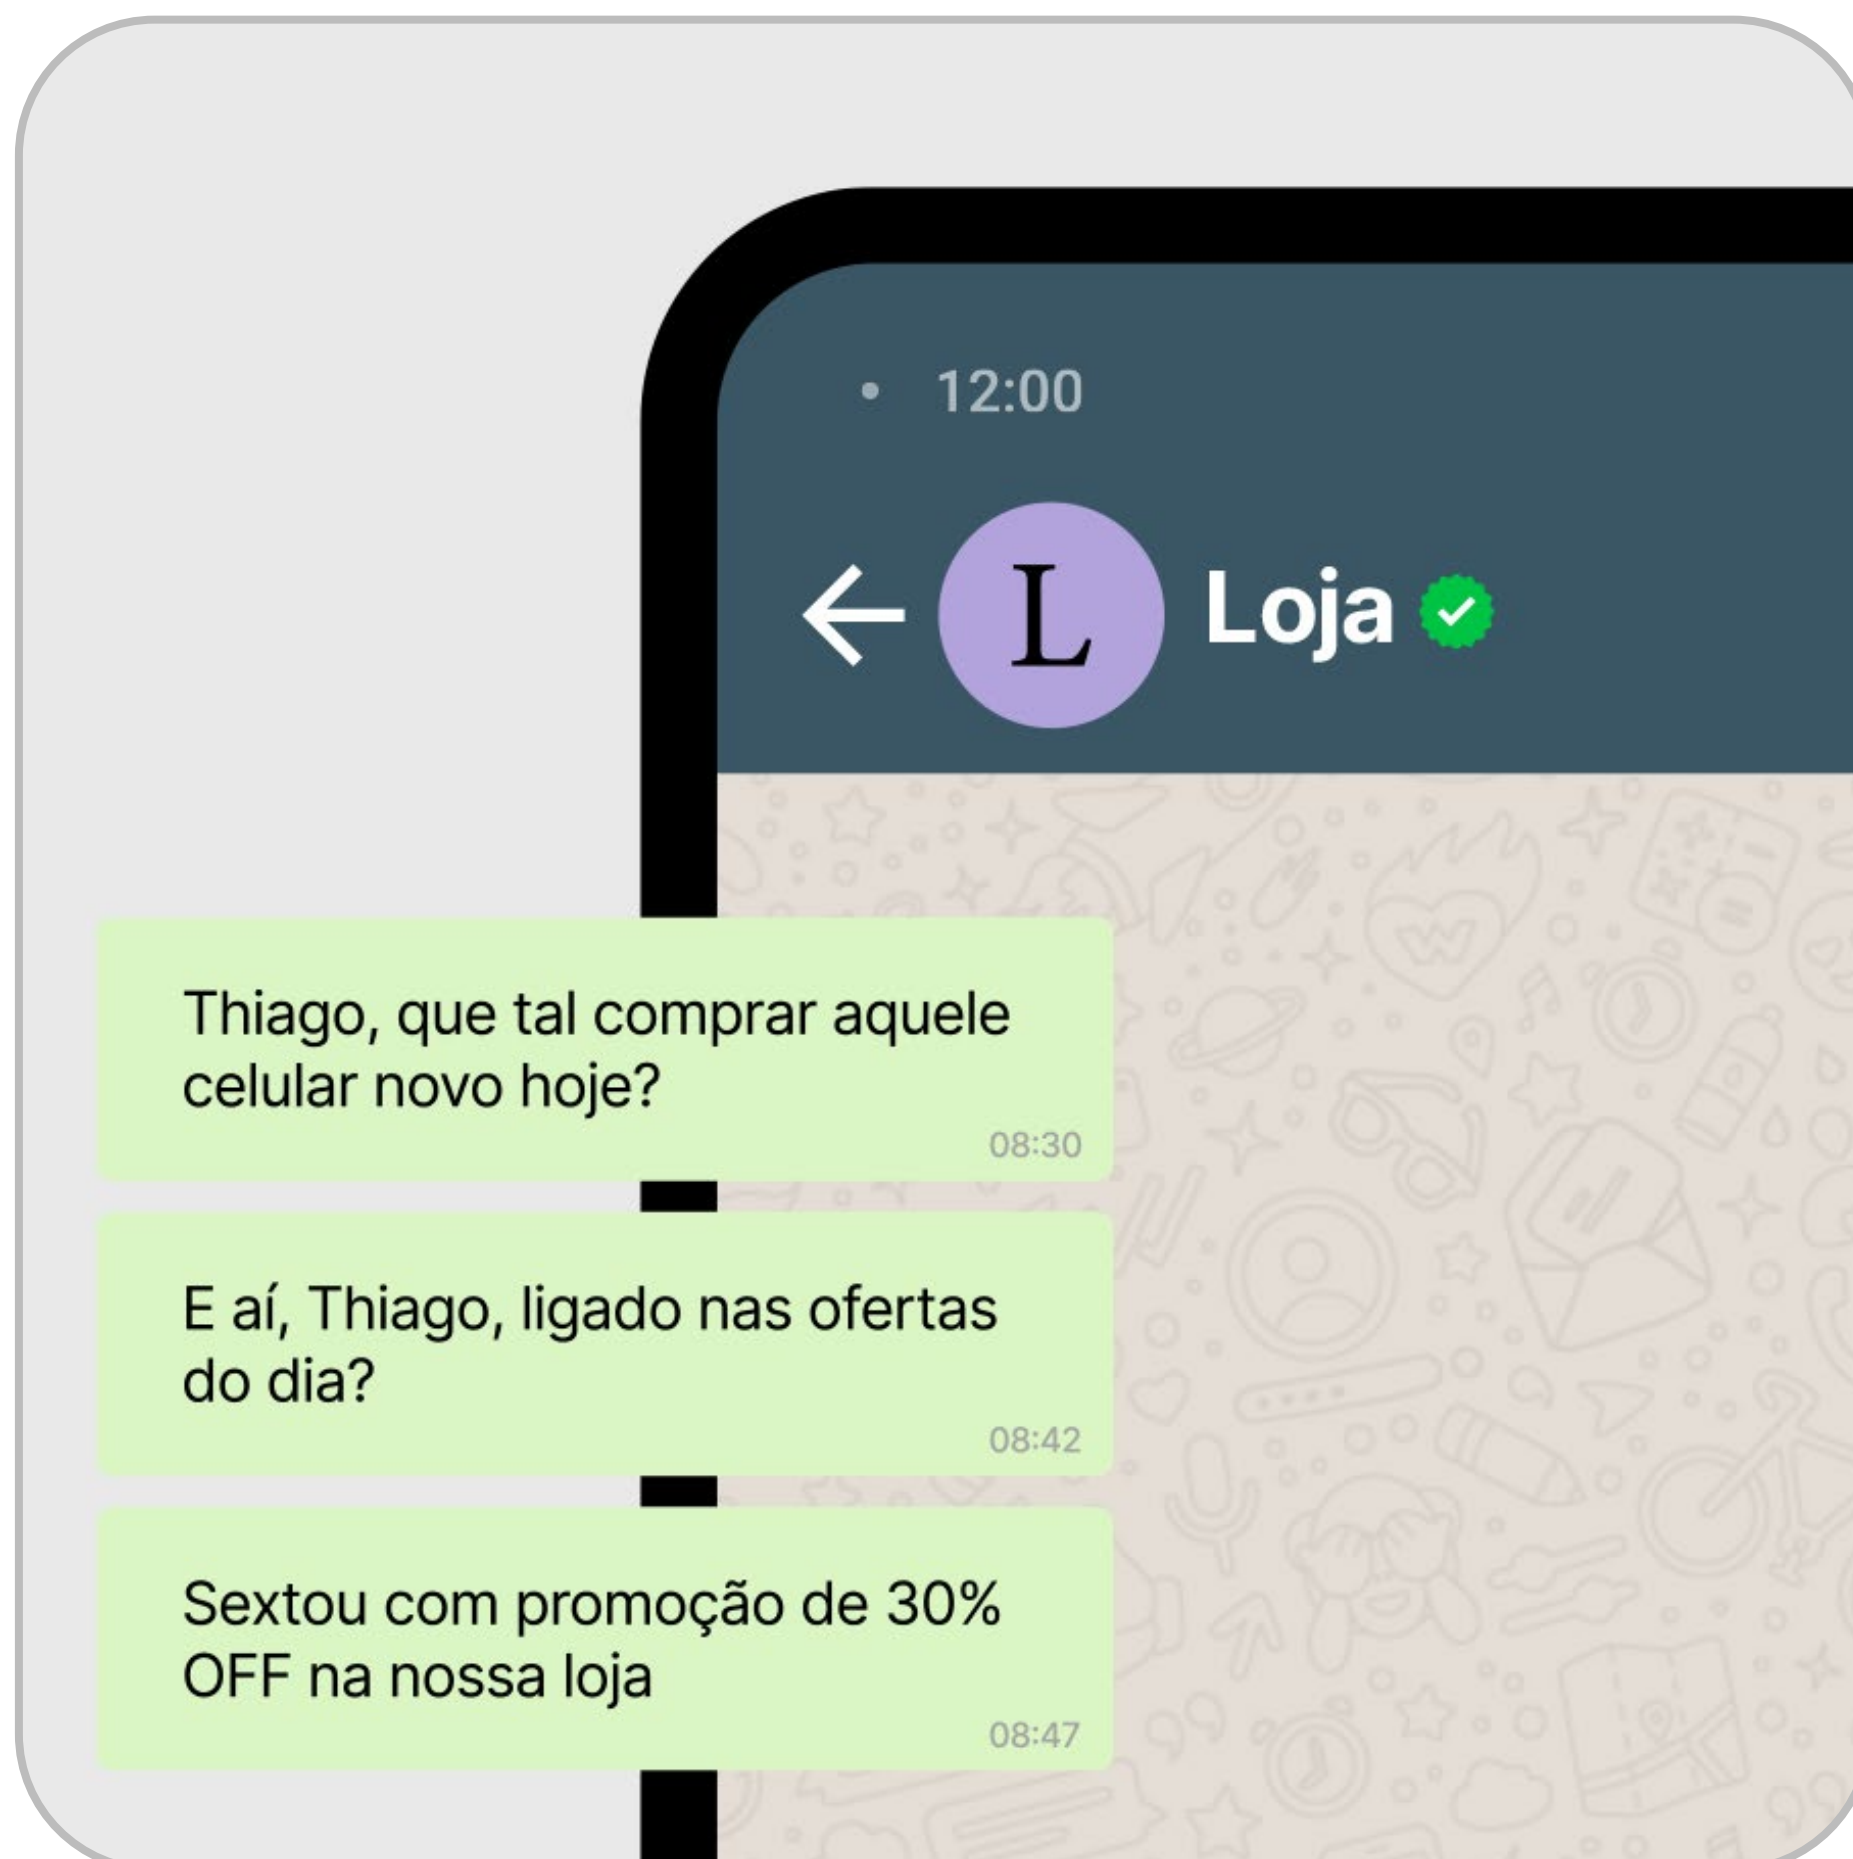 12:00
L
Loja
Thiago, que tal comprar aquele
celular novo hoje?
08:30
E aí, Thiago, ligado nas ofertas
do dia?
08:42
Sextou com promoção de 30%
OFF na nossa loja
08:47